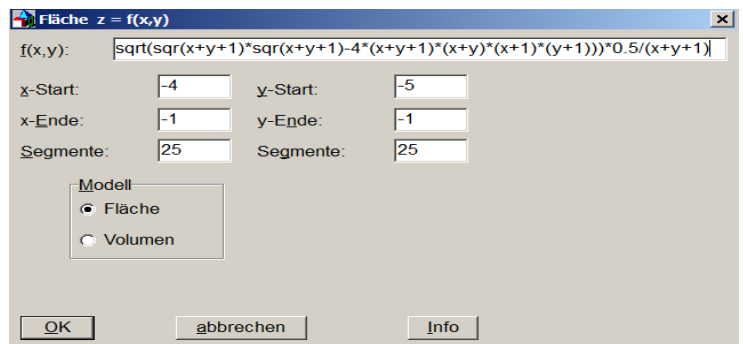 Fläche z = f(x,y)
f(x,y): sqrt(sqr(x+y+1)*sqr(x+y+1)-4*(x+y+1)*(x+y)*(x+1)*(y+1)))*0.5/(x+y+1)
x-Start: -4 y-Start: -5
x-Ende: -1 y-Ende: -1
Segmente: 25 Segmente: 25
Modell
Fläche
Volumen
OK abbrechen Info